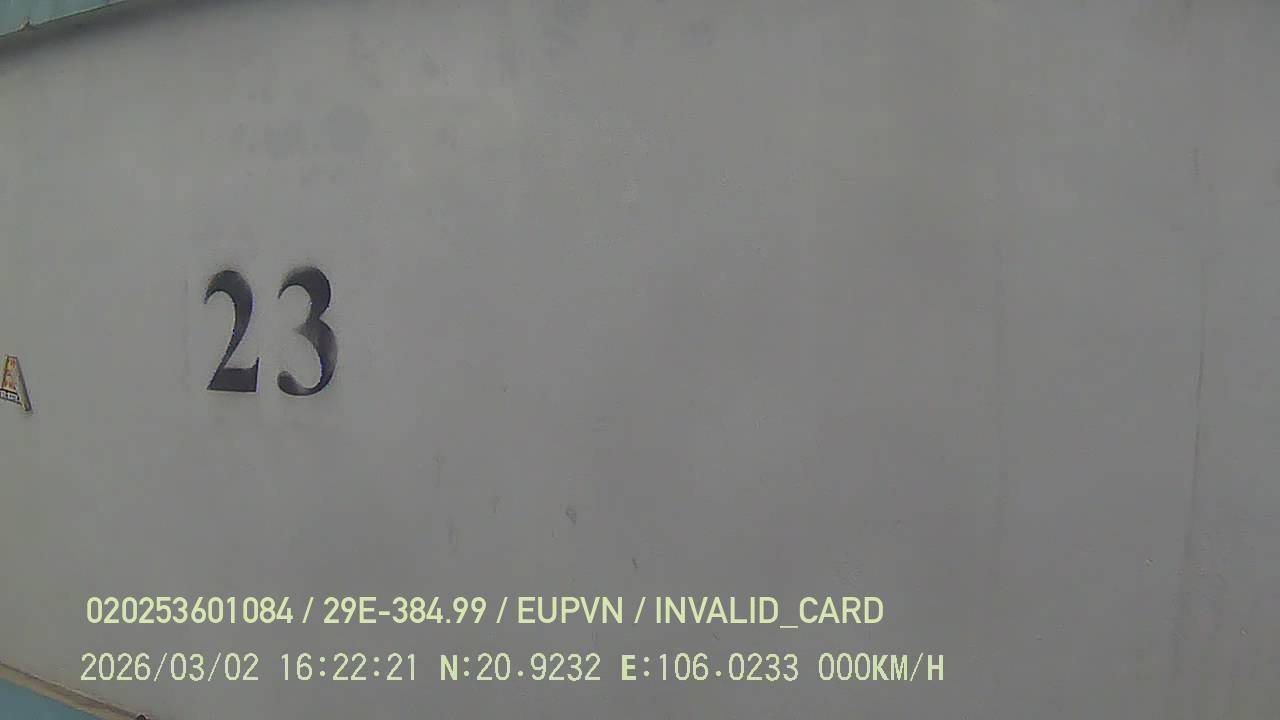 23
A
020253601084 / 29E-384.99 / EUPVN / INVALID_CARD
2026/03/02 16:22:21 N:20.9232 E:106.0233 000KM/H